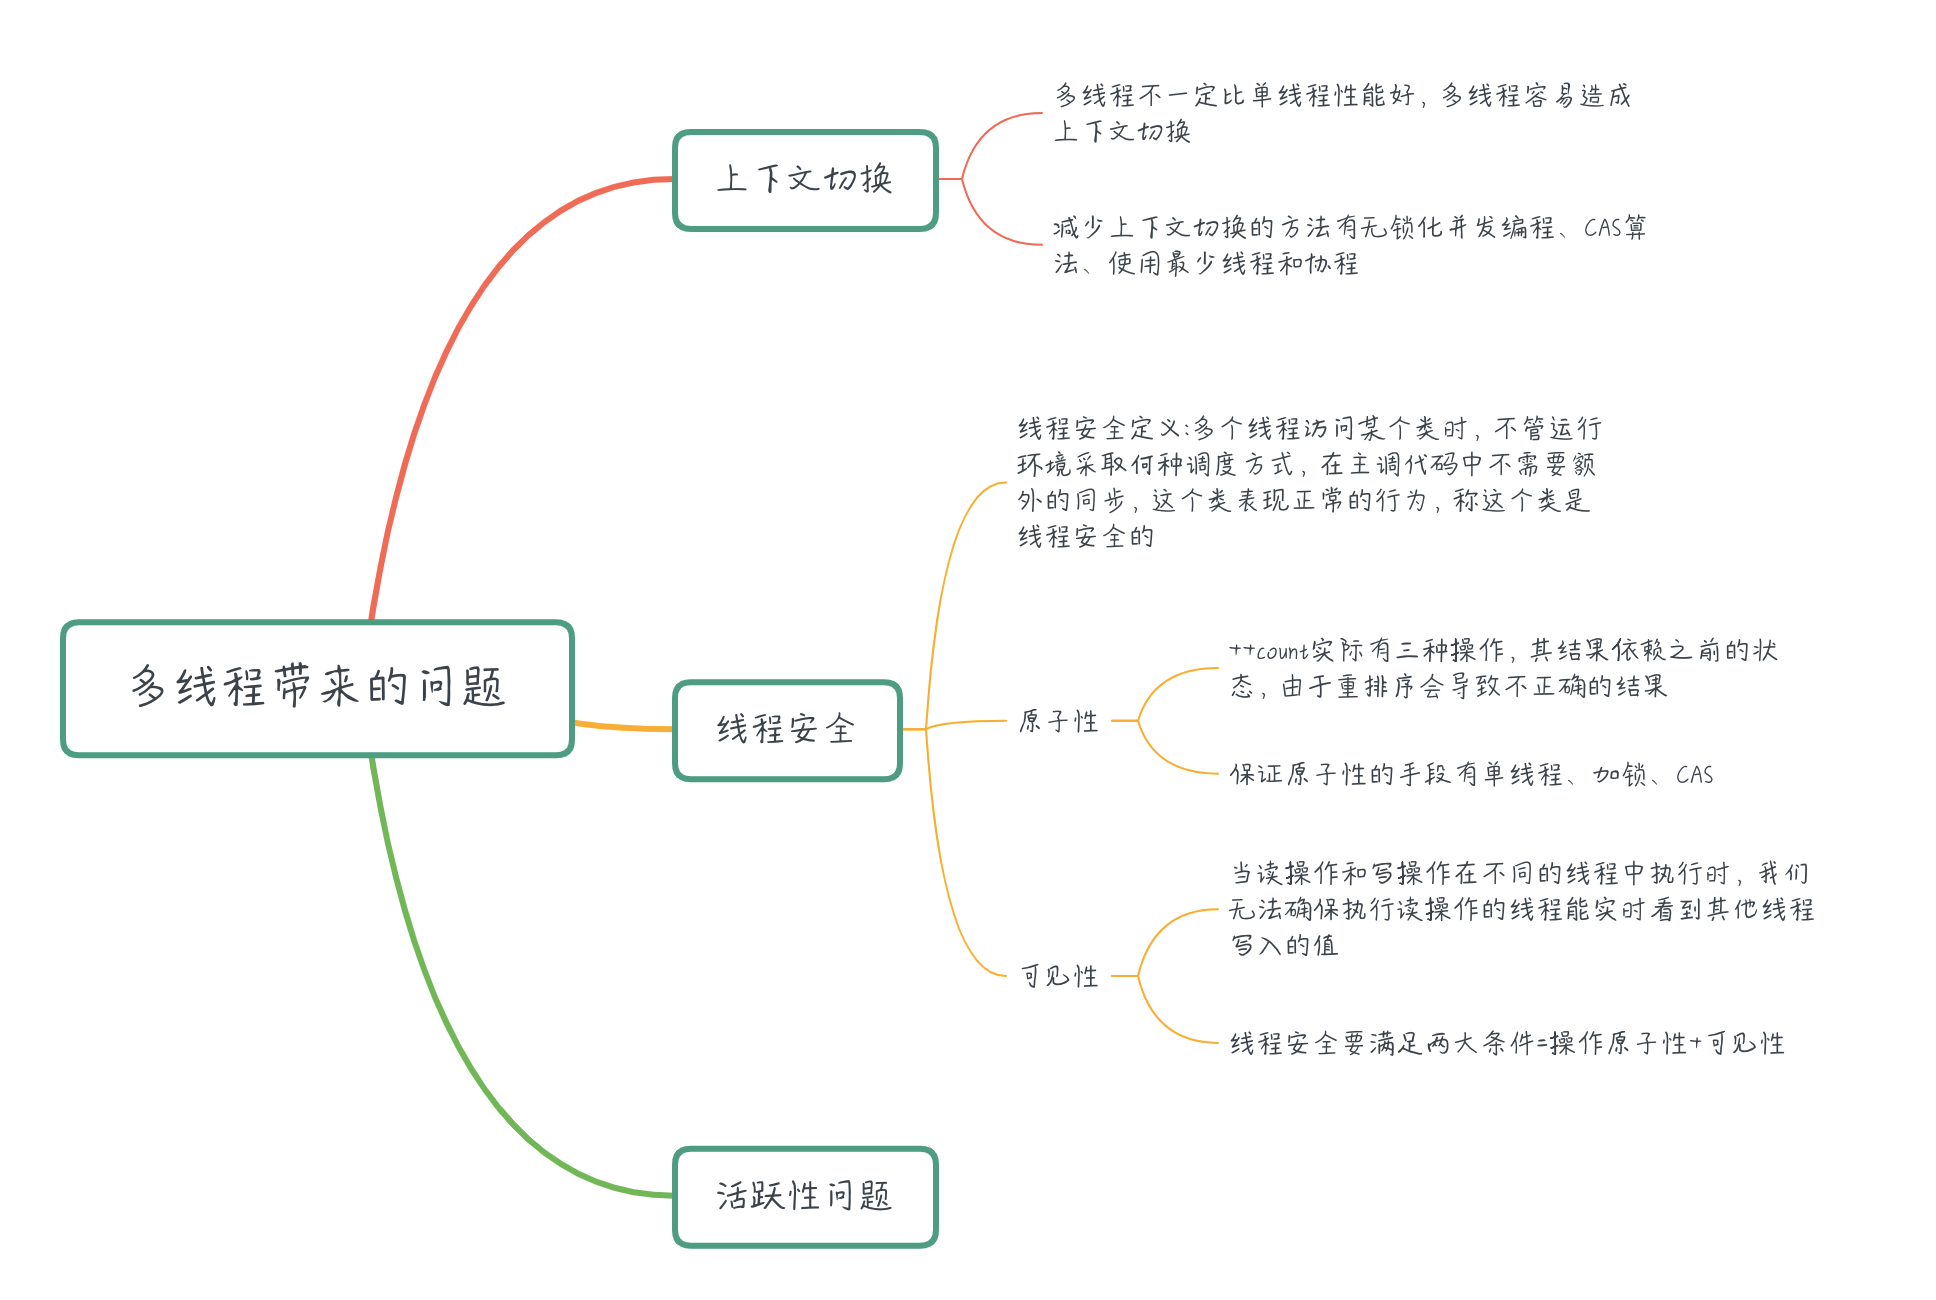 多线程带来的问题
上下文切换
多线程不一定比单线程性能好，多线程容易造成
上下文切换
减少上下文切换的方法有无锁化并发编程、CAS算
法、使用最少线程和协程
线程安全
线程安全定义:多个线程访问某个类时，不管运行
环境采取何种调度方式，在主调代码中不需要额
外的同步，这个类表现正常的行为，称这个类是
线程安全的
原子性
++count实际有三种操作，其结果依赖之前的状
态，由于重排序会导致不正确的结果
保证原子性的手段有单线程、加锁、CAS
可见性
当读操作和写操作在不同的线程中执行时，我们
无法确保执行读操作的线程能实时看到其他线程
写入的值
线程安全要满足两大条件=操作原子性+可见性
活跃性问题